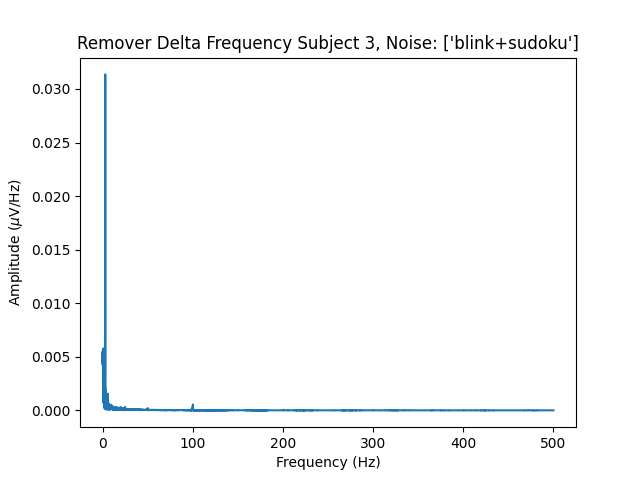 Remover Delta Frequency Subject 3, Noise: ['blink+sudoku']
0.030
0.025
0.020
0.015
0.010
0.005
0.000
Amplitude (μV/Hz)
0 100 200 300 400 500
Frequency (Hz)